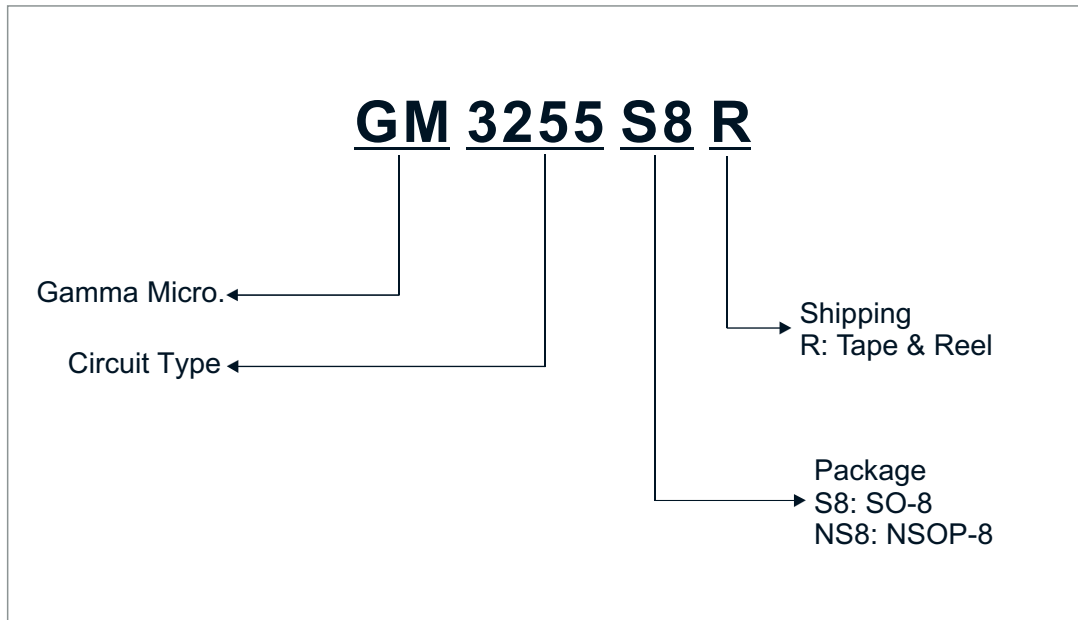 GM 3255 S8 R
Gamma Micro.
Circuit Type
Shipping
R: Tape & Reel
Package
S8: SO-8
NS8: NSOP-8